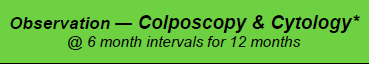 Observation — Colposcopy & Cytology*
@ 6 month intervals for 12 months